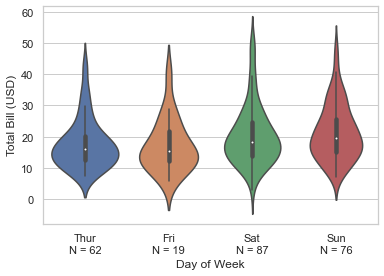 60
50
40
30
20
10
0
Total Bill (USD)
Thur Fri Sat Sun
N = 62 N = 19 N = 87 N = 76
Day of Week